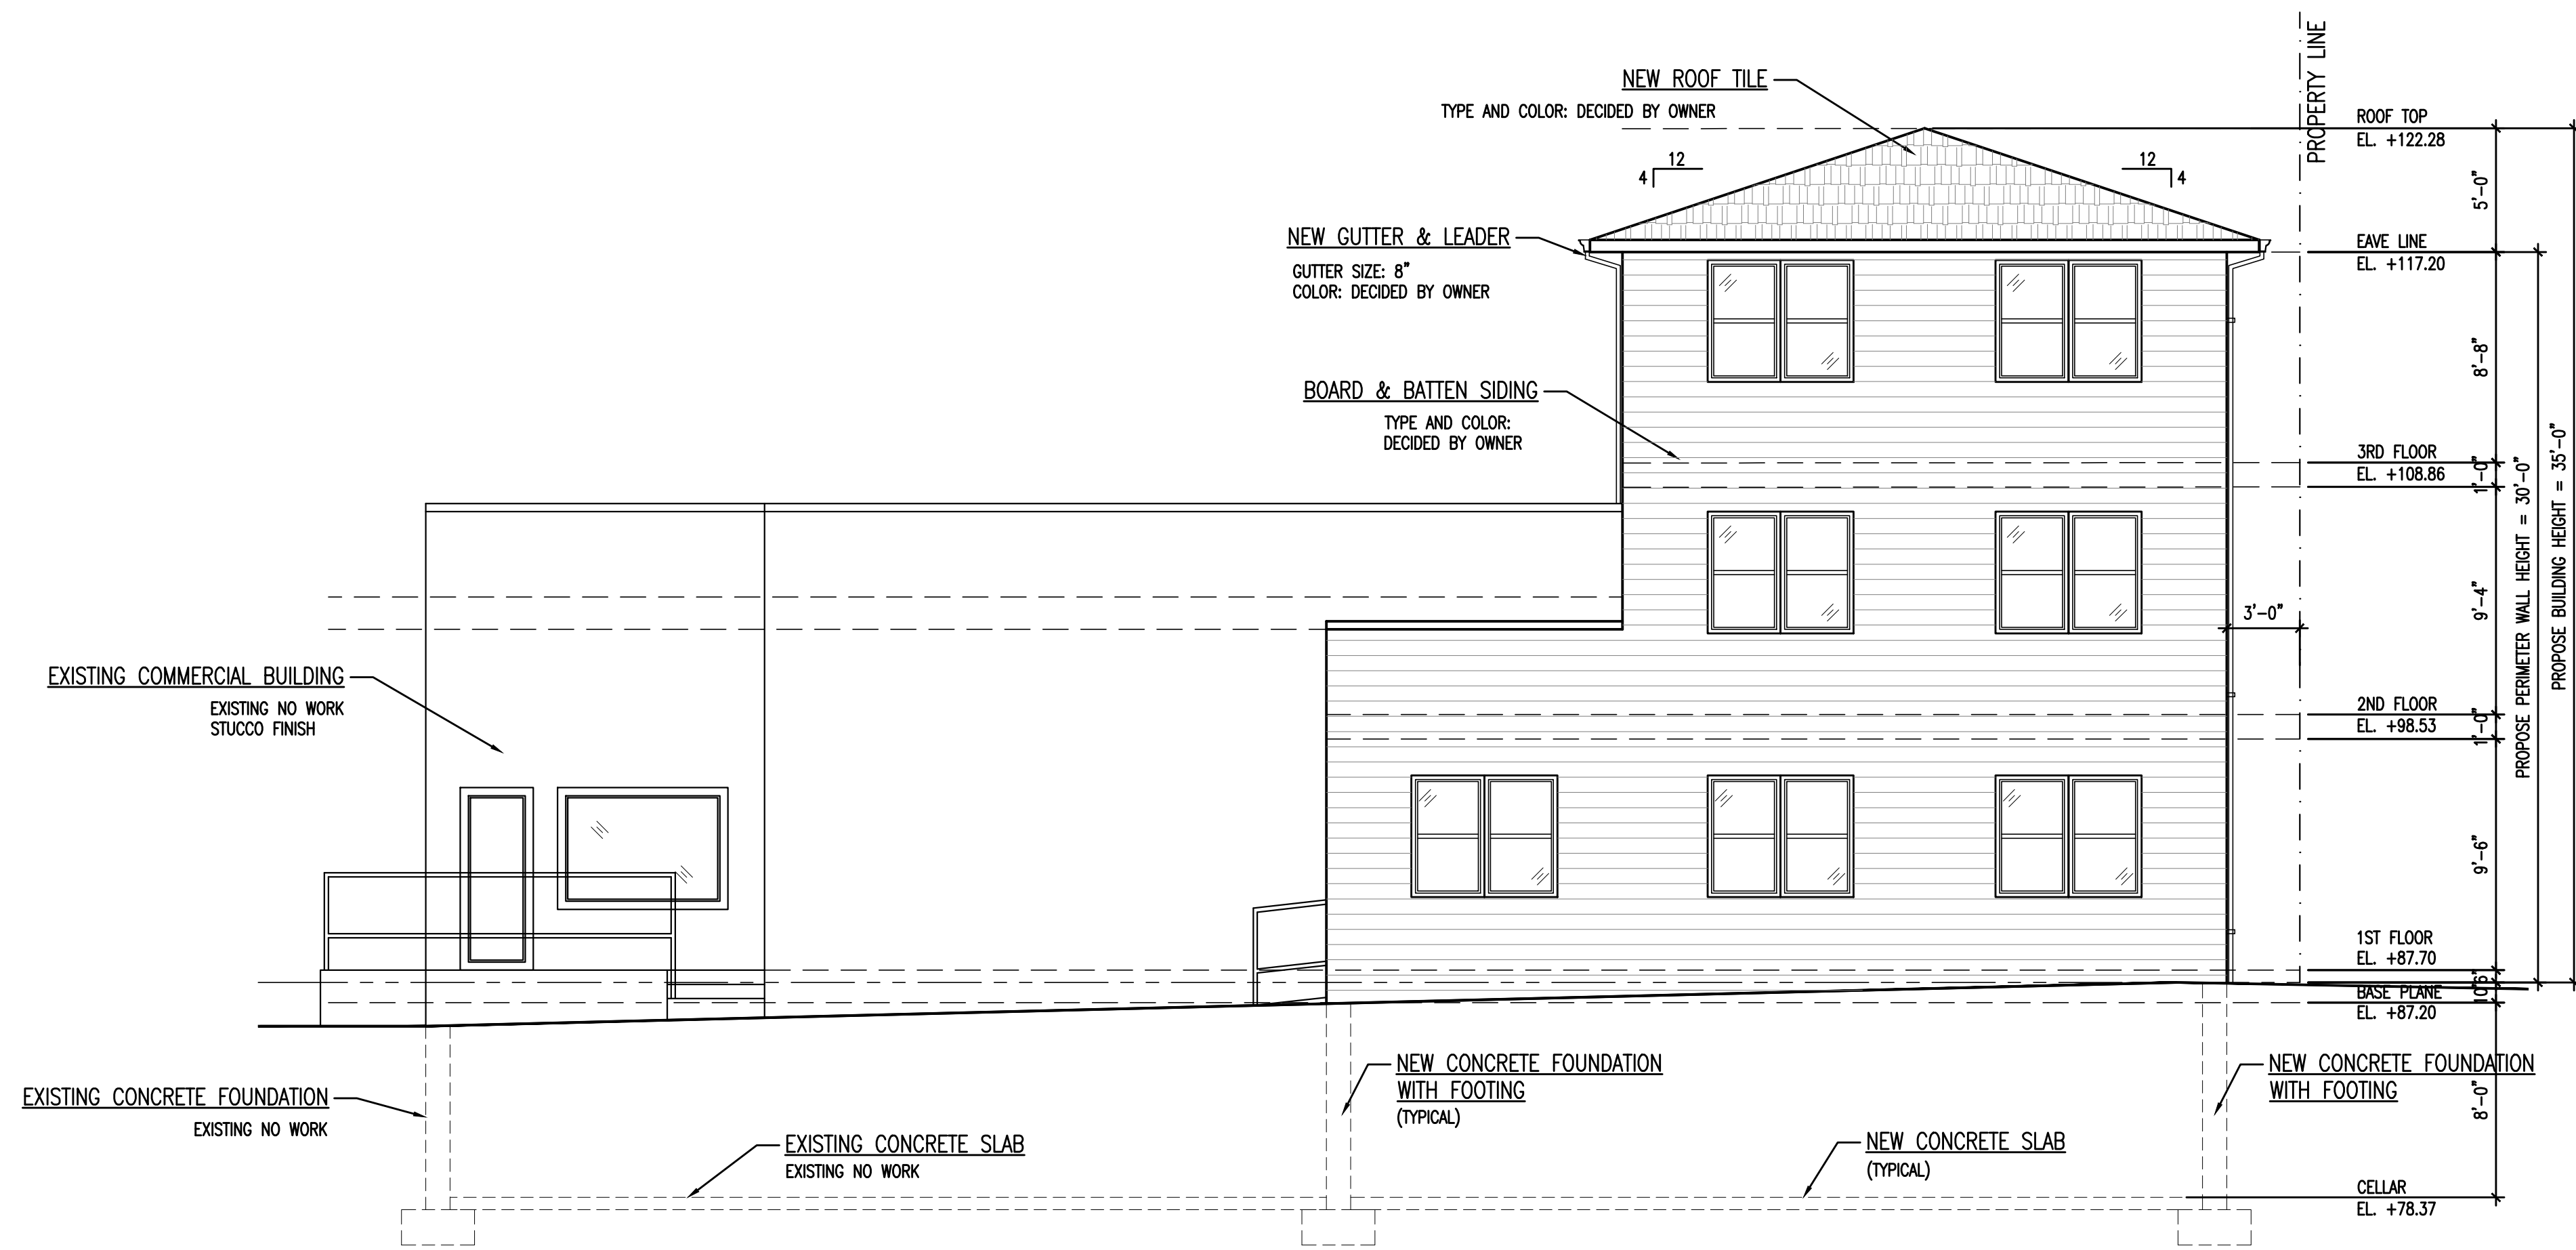 NEW ROOF TILE
TYPE AND COLOR: DECIDED BY OWNER
12
4
12
4
NEW GUTTER & LEADER
GUTTER SIZE: 8"
COLOR: DECIDED BY OWNER
BOARD & BATTEN SIDING
TYPE AND COLOR:
DECIDED BY OWNER
EXISTING COMMERCIAL BUILDING
EXISTING NO WORK
STUCCO FINISH
EXISTING CONCRETE FOUNDATION
EXISTING NO WORK
EXISTING CONCRETE SLAB
EXISTING NO WORK
NEW CONCRETE FOUNDATION
WITH FOOTING
(TYPICAL)
NEW CONCRETE SLAB
(TYPICAL)
NEW CONCRETE FOUNDATION
WITH FOOTING
PROPERTY LINE
3'-0"
ROOF TOP
EL. +122.28
EAVE LINE
EL. +117.20
3RD FLOOR
EL. +108.86
2ND FLOOR
EL. +98.53
1ST FLOOR
EL. +87.70
BASE PLANE
EL. +87.20
CELLAR
EL. +78.37
5'-0"
8'-8"
1'-0"
9'-4"
1'-0"
9'-6"
8'-0"
PROPOSE PERIMETER WALL HEIGHT = 30'-0"
PROPOSE BUILDING HEIGHT = 35'-0"